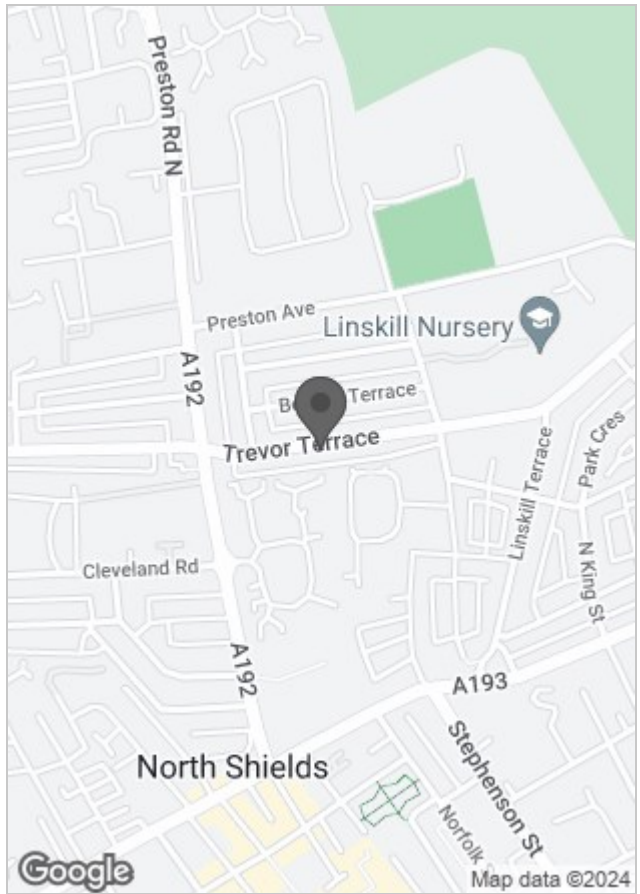 Preston Rd N
Preston Ave
Linskill Nursery
A192
Terrace
Trevor Terrace
Park Cres
Linskill Terrace
Cleveland Rd
N King St
A192
A193
North Shields
Stephenson St
Norfolk
Google
Map data ©2024